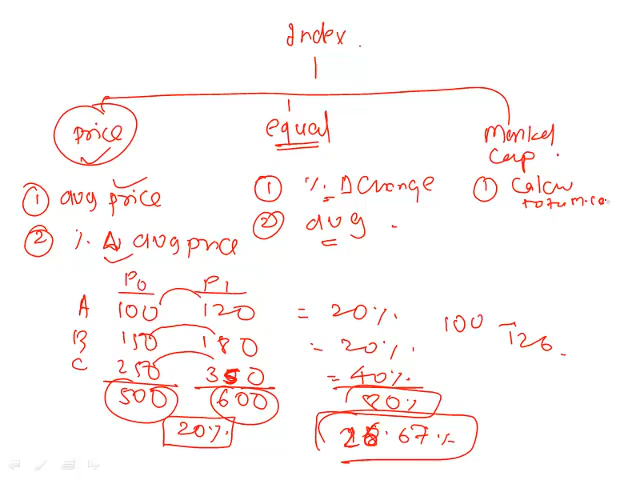 Index.
price equal Market Cap.
① avg price ① % Δ Change ① Calcu
② % Δ avg price ② avg.
P0 P1
A 100 120 = 20%
B 150 180 = 20%. 100 - 126.
C 250 350 = 40%
500 600 80%
20% 26.67%